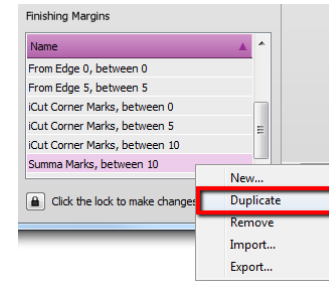 Finishing Margins
Name
From Edge 0, between 0
From Edge 5, between 5
iCut Corner Marks, between 0
iCut Corner Marks, between 5
iCut Corner Marks, between 10
Summa Marks, between 10
Click the lock to make changes
New...
Duplicate
Remove
Import...
Export...